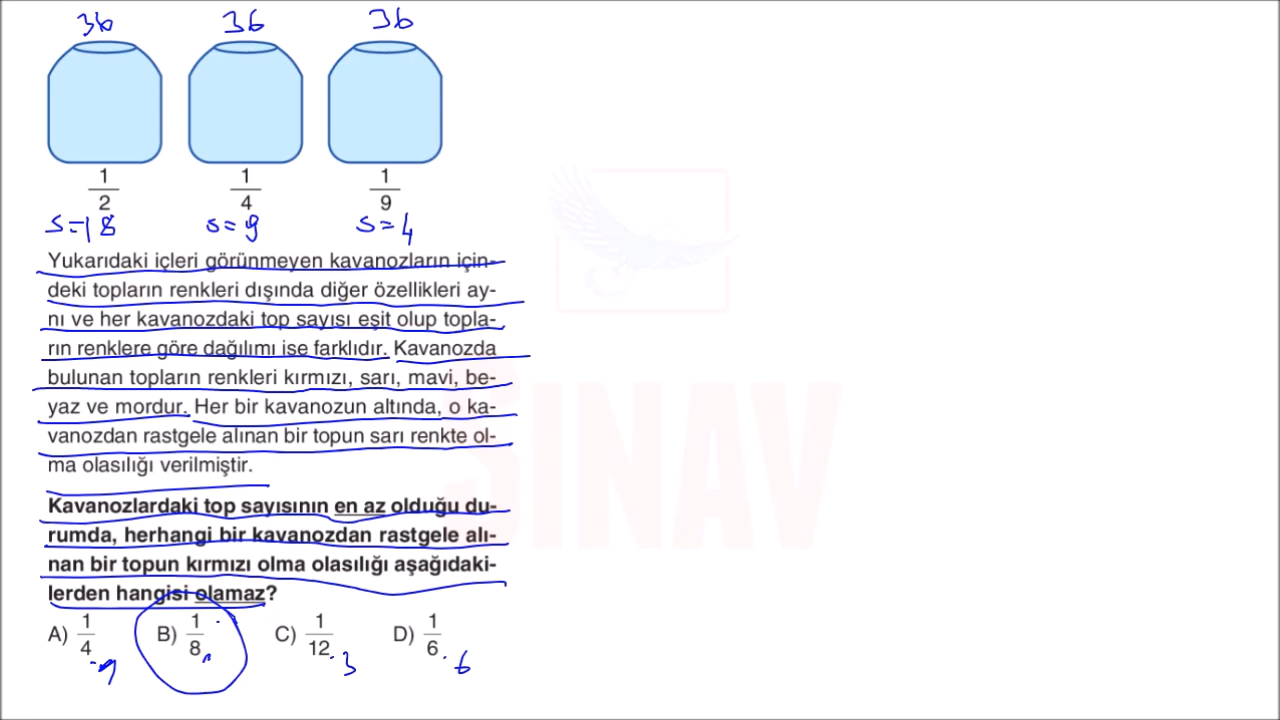 36 36 36
1/2 1/4 1/9
S=18 S=9 S=4
Yukarıdaki içleri görünmeyen kavanozların için-
deki topların renkleri dışında diğer özellikleri ay-
nı ve her kavanozdaki top sayısı eşit olup topla-
rın renklere göre dağılımı ise farklıdır. Kavanozda
bulunan topların renkleri kırmızı, sarı, mavi, be-
yaz ve mordur. Her bir kavanozun altında, o ka-
vanozdan rastgele alınan bir topun sarı renkte ol-
ma olasılığı verilmiştir.
Kavanozlardaki top sayısının en az olduğu du-
rumda, herhangi bir kavanozdan rastgele alı-
nan bir topun kırmızı olma olasılığı aşağıdaki-
lerden hangisi olamaz?
A) 1/4 B) 1/8 C) 1/12 D) 1/6
3 6
SINAV